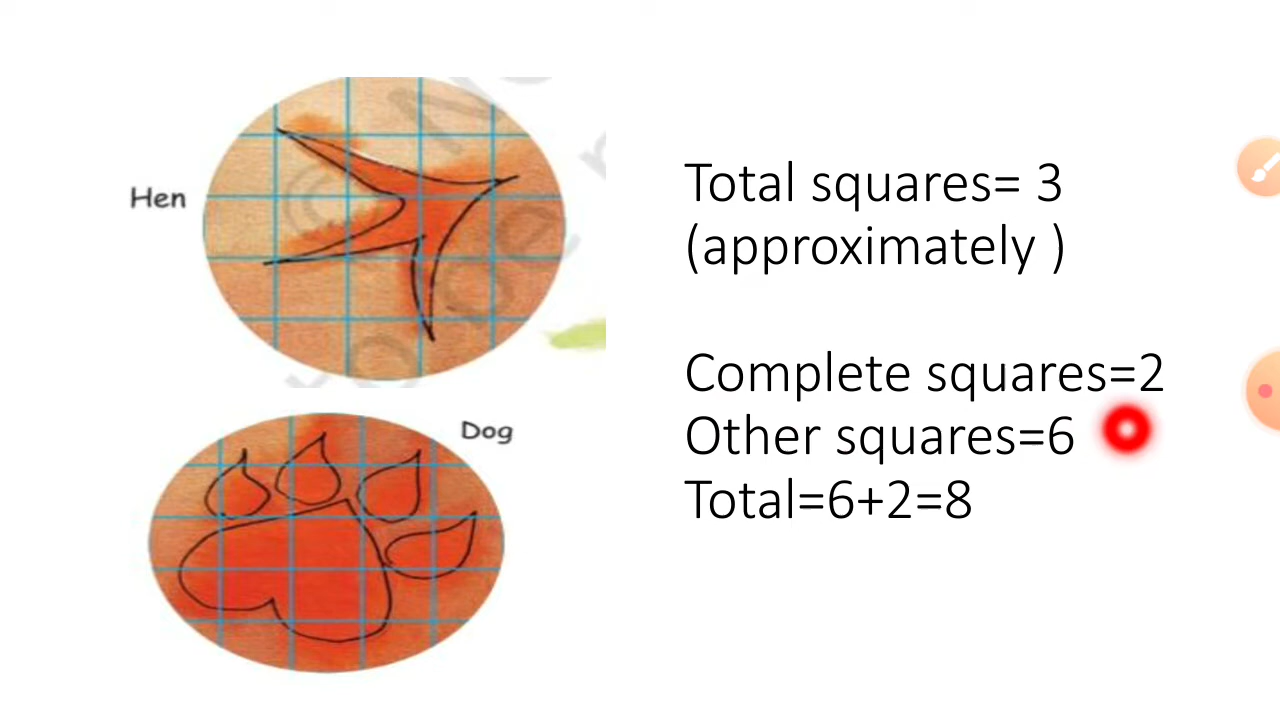 Hen
Total squares= 3
(approximately )
Complete squares=2
Dog
Other squares=6
Total=6+2=8